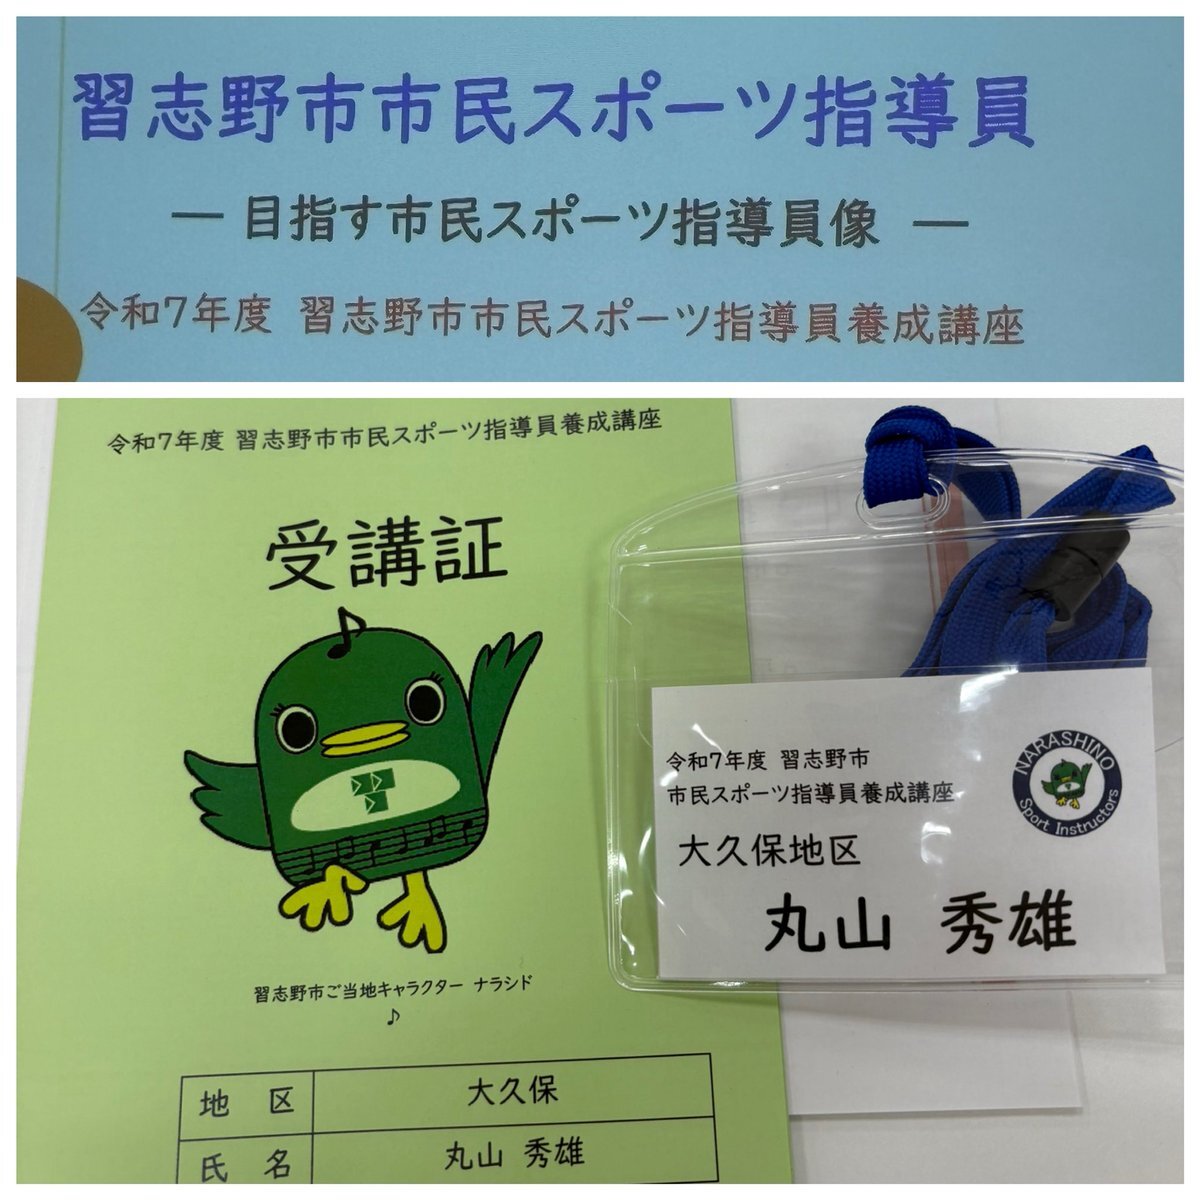 習志野市市民スポーツ指導員
― 目指す市民スポーツ指導員像 ―
令和7年度 習志野市市民スポーツ指導員養成講座
令和7年度 習志野市市民スポーツ指導員養成講座
受講証
習志野市ご当地キャラクター ナラシド
♪
地 区 大久保
氏 名 丸山 秀雄
令和7年度 習志野市
市民スポーツ指導員養成講座
NARASHINO
Sport Instructors
大久保地区
丸山 秀雄